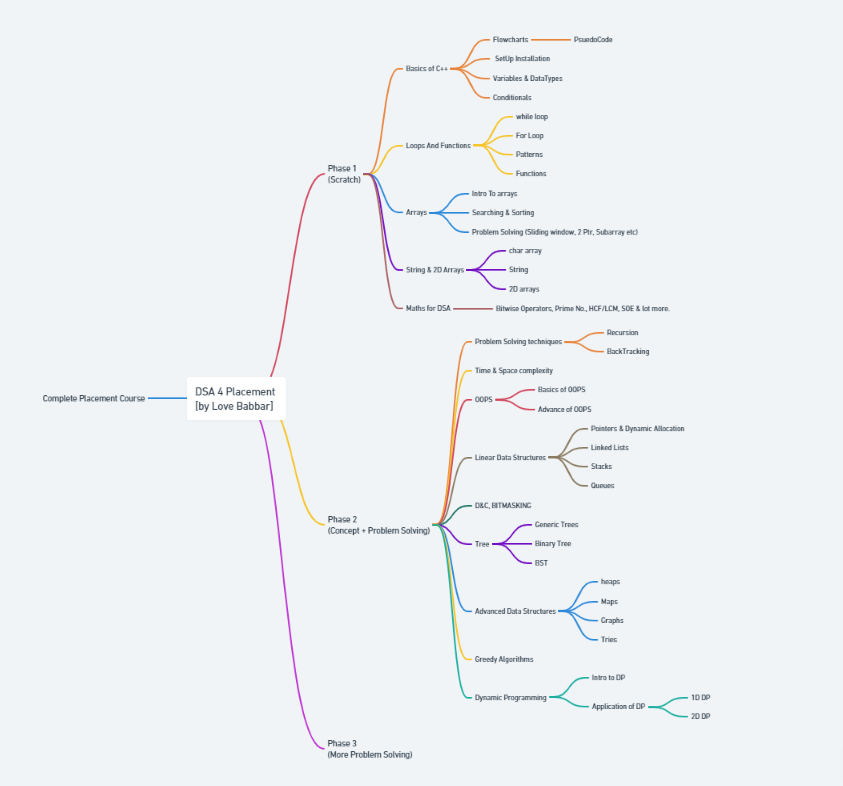 Flowcharts
PsuedoCode
SetUp Installation
Basics of C++
Variables & DataTypes
Conditionals
while loop
For Loop
Loops And Functions
Patterns
Functions
Phase 1
(Scratch)
Intro To arrays
Arrays
Searching & Sorting
Problem Solving (Sliding window, 2 Ptr, Subarray etc)
char array
String & 2D Arrays
String
2D arrays
Maths for DSA
Bitwise Operators, Prime No., HCF/LCM, SOE & lot more.
Recursion
Problem Solving techniques
BackTracking
Time & Space complexity
Basics of OOPS
OOPS
Advance of OOPS
Complete Placement Course
DSA 4 Placement
[by Love Babbar]
Pointers & Dynamic Allocation
Linked Lists
Linear Data Structures
Stacks
Queues
D&C, BITMASKING
Phase 2
(Concept + Problem Solving)
Generic Trees
Tree
Binary Tree
BST
heaps
Maps
Advanced Data Structures
Graphs
Tries
Greedy Algorithms
Intro to DP
Dynamic Programming
Application of DP
1D DP
2D DP
Phase 3
(More Problem Solving)